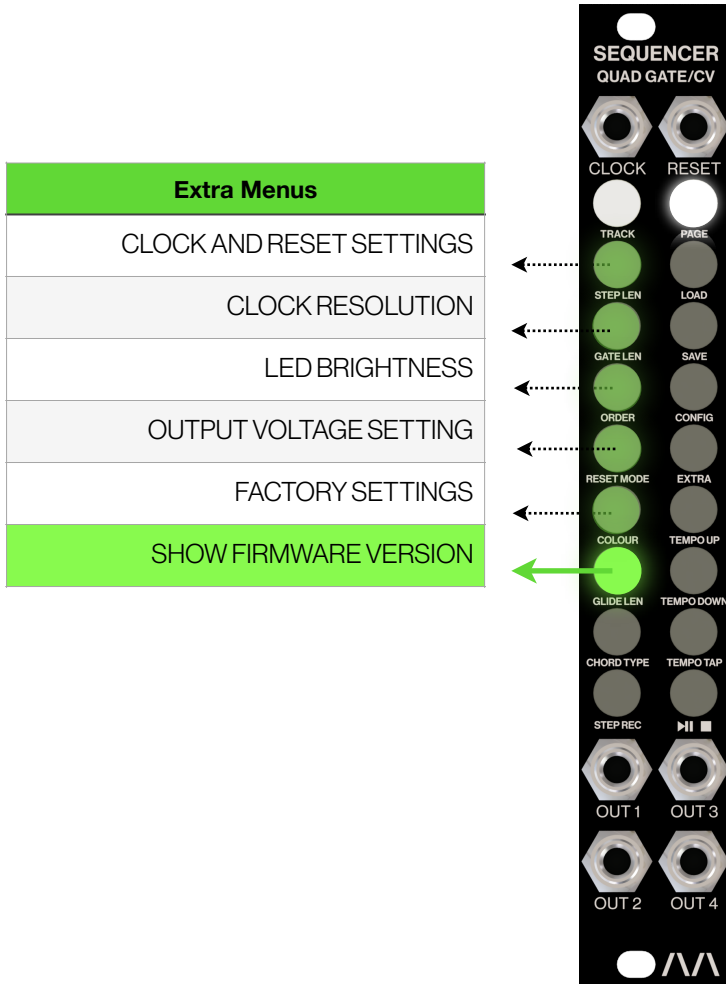 SEQUENCER
QUAD GATE/CV
CLOCK RESET
TRACK PAGE
STEP LEN LOAD
GATE LEN SAVE
ORDER CONFIG
RESET MODE EXTRA
COLOUR TEMPO UP
GLIDE LEN TEMPO DOWN
CHORD TYPE TEMPO TAP
STEP REC
OUT 1 OUT 3
OUT 2 OUT 4
Extra Menus
CLOCK AND RESET SETTINGS
CLOCK RESOLUTION
LED BRIGHTNESS
OUTPUT VOLTAGE SETTING
FACTORY SETTINGS
SHOW FIRMWARE VERSION